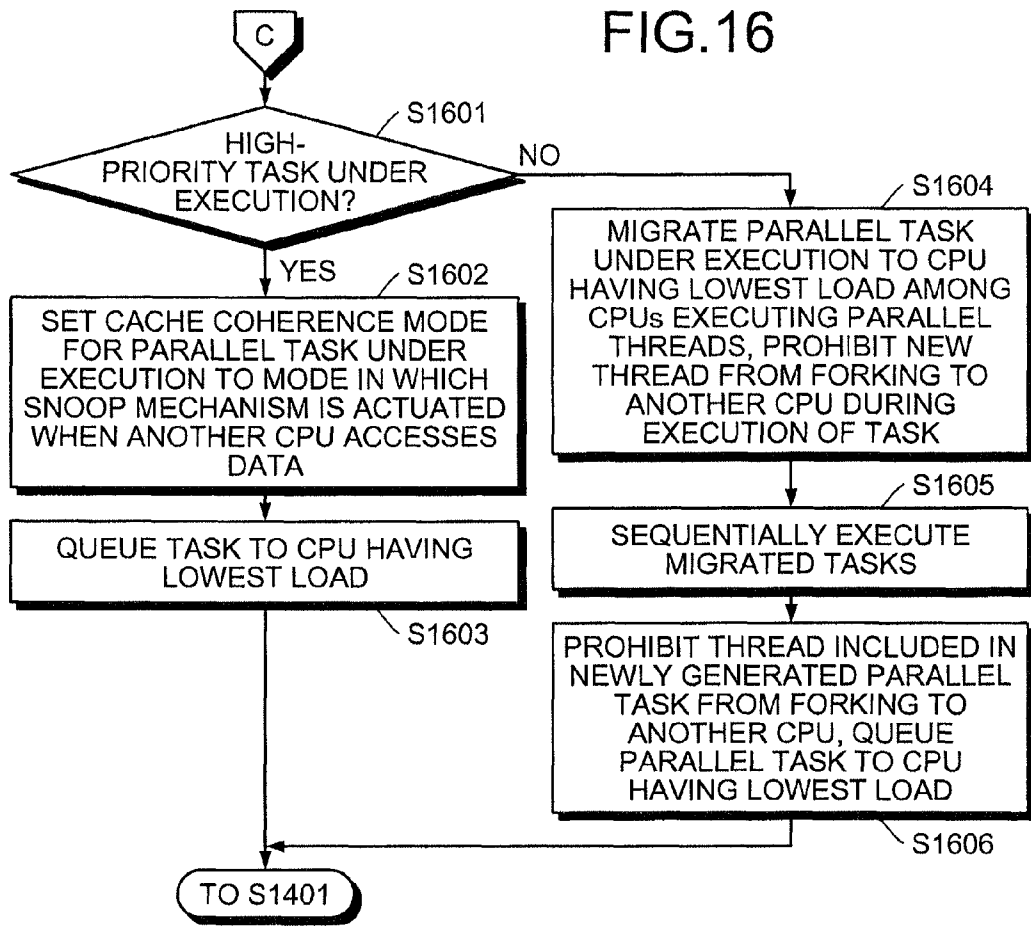 FIG.16
C
S1601
HIGH-
PRIORITY TASK UNDER
EXECUTION?
NO
YES
S1602
SET CACHE COHERENCE MODE
FOR PARALLEL TASK UNDER
EXECUTION TO MODE IN WHICH
SNOOP MECHANISM IS ACTUATED
WHEN ANOTHER CPU ACCESSES
DATA
QUEUE TASK TO CPU HAVING
LOWEST LOAD
S1603
S1604
MIGRATE PARALLEL TASK
UNDER EXECUTION TO CPU
HAVING LOWEST LOAD AMONG
CPUs EXECUTING PARALLEL
THREADS, PROHIBIT NEW
THREAD FROM FORKING TO
ANOTHER CPU DURING
EXECUTION OF TASK
S1605
SEQUENTIALLY EXECUTE
MIGRATED TASKS
PROHIBIT THREAD INCLUDED IN
NEWLY GENERATED PARALLEL
TASK FROM FORKING TO
ANOTHER CPU, QUEUE
PARALLEL TASK TO CPU
HAVING LOWEST LOAD
S1606
TO S1401